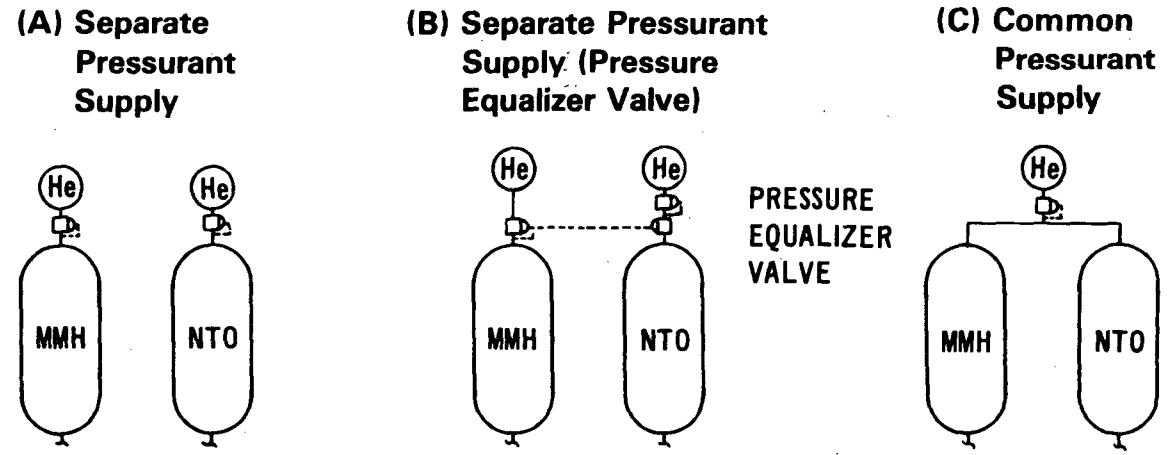 (A) Separate
Pressurant
Supply
(B) Separate Pressurant
Supply (Pressure
Equalizer Valve)
(C) Common
Pressurant
Supply
He
He
He
He
He
PRESSURE
EQUALIZER
VALVE
MMH
NTO
MMH
NTO
MMH
NTO